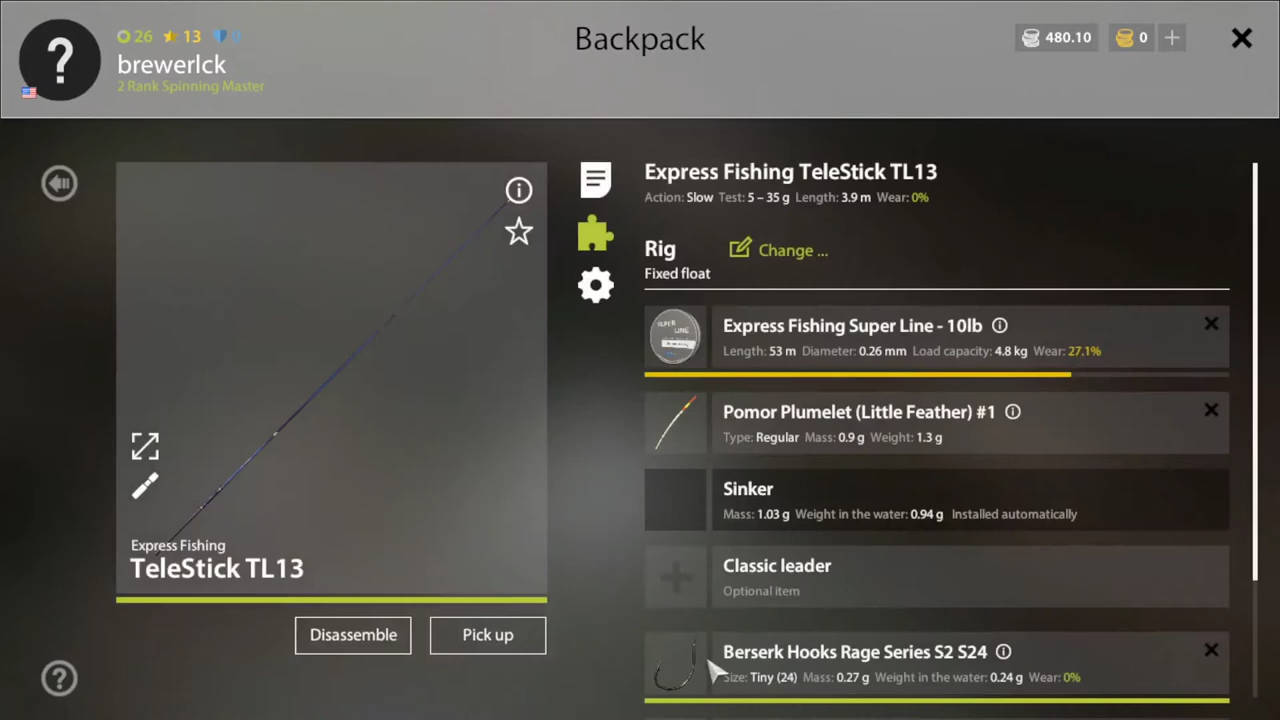 26 13
brewerlck
2 Rank Spinning Master
Backpack
480.10
0
Express Fishing
TeleStick TL13
Disassemble
Pick up
Express Fishing TeleStick TL13
Action: Slow Test: 5 – 35 g Length: 3.9 m Wear: 0%
Rig
Change ...
Fixed float
Express Fishing Super Line - 10lb
Length: 53 m Diameter: 0.26 mm Load capacity: 4.8 kg Wear: 27.1%
Pomor Plumelet (Little Feather) #1
Type: Regular Mass: 0.9 g Weight: 1.3 g
Sinker
Mass: 1.03 g Weight in the water: 0.94 g Installed automatically
Classic leader
Optional item
Berserk Hooks Rage Series S2 S24
Size: Tiny (24) Mass: 0.27 g Weight in the water: 0.24 g Wear: 0%